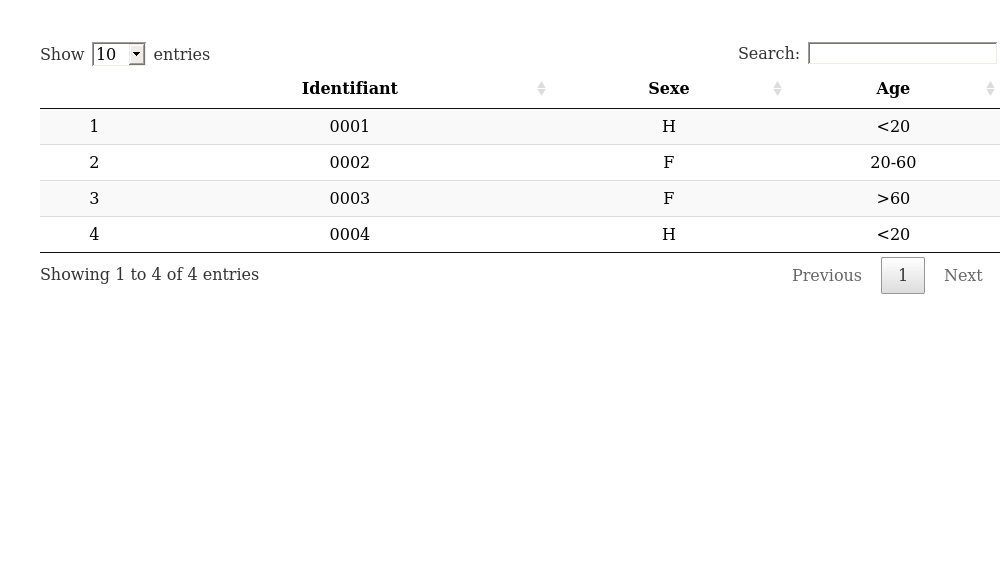 Show 10 entries Search:
Identifiant Sexe Age
1 0001 H <20
2 0002 F 20-60
3 0003 F >60
4 0004 H <20
Showing 1 to 4 of 4 entries Previous 1 Next